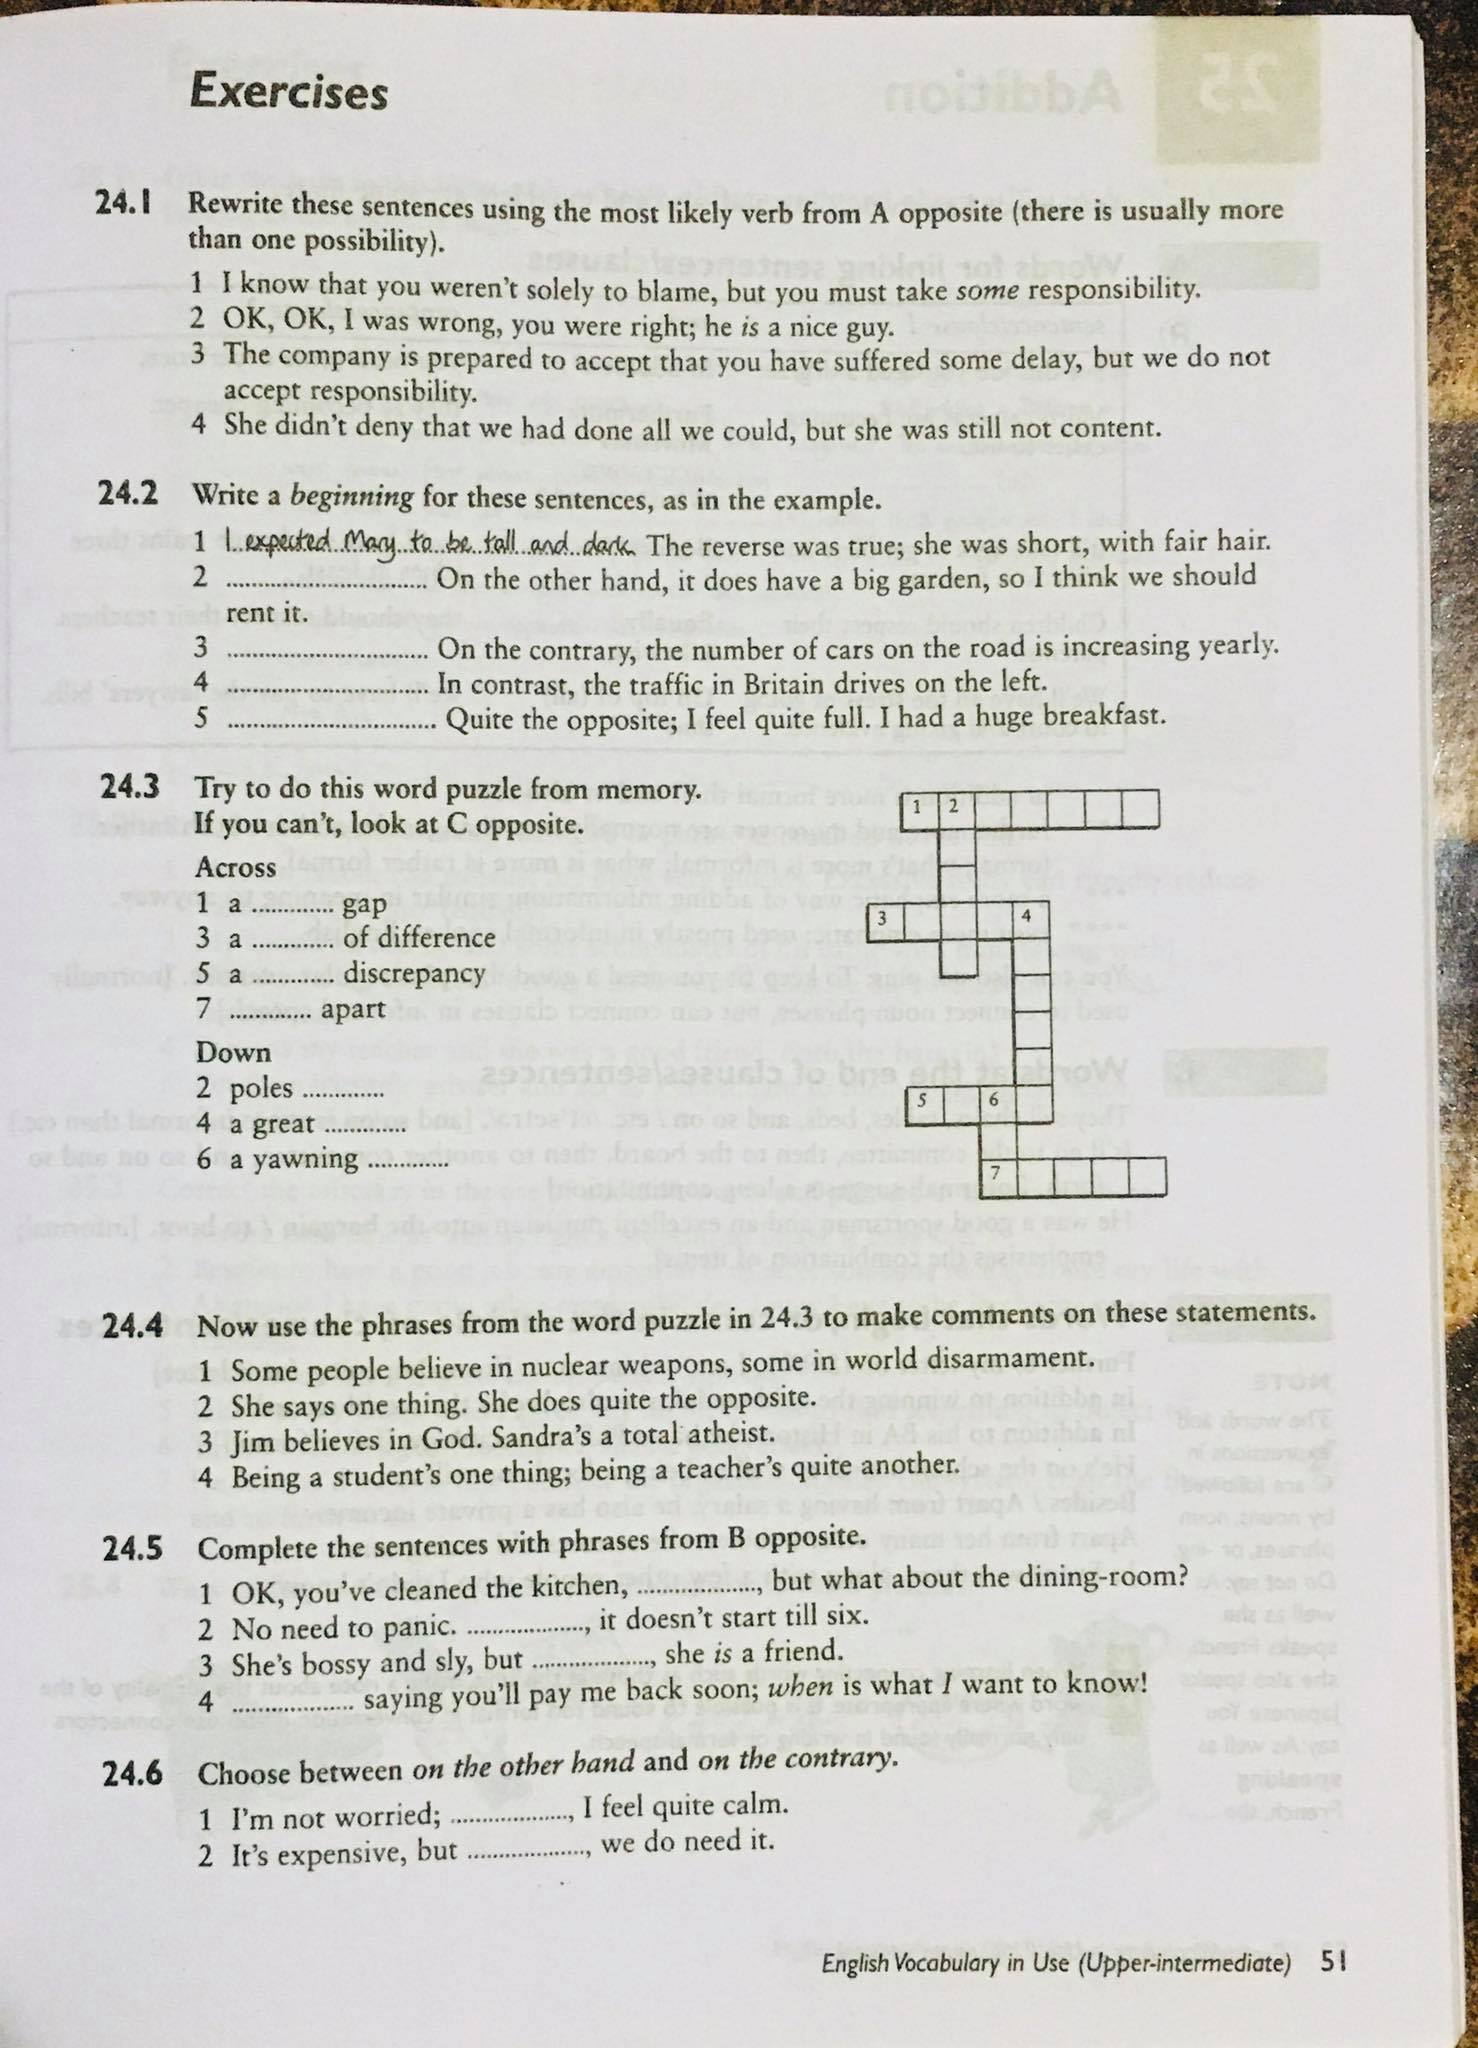 Exercises
24.1 Rewrite these sentences using the most likely verb from A opposite (there is usually more
than one possibility).
1 I know that you weren't solely to blame, but you must take some responsibility.
2 OK, OK, I was wrong, you were right; he is a nice guy.
3 The company is prepared to accept that you have suffered some delay, but we do not
accept responsibility.
4 She didn't deny that we had done all we could, but she was still not content.
24.2 Write a beginning for these sentences, as in the example.
1 I expected Mary to be tall and dark. The reverse was true; she was short, with fair hair.
2 .............................. On the other hand, it does have a big garden, so I think we should
rent it.
3 .............................. On the contrary, the number of cars on the road is increasing yearly.
4 .............................. In contrast, the traffic in Britain drives on the left.
5 .............................. Quite the opposite; I feel quite full. I had a huge breakfast.
24.3 Try to do this word puzzle from memory.
If you can't, look at C opposite.
Across
1 a ............ gap
3 a ............ of difference
5 a ............ discrepancy
7 ............ apart
Down
2 poles ............
4 a great ............
6 a yawning ............
1 2
3 4
5 6
7
24.4 Now use the phrases from the word puzzle in 24.3 to make comments on these statements.
1 Some people believe in nuclear weapons, some in world disarmament.
2 She says one thing. She does quite the opposite.
3 Jim believes in God. Sandra's a total atheist.
4 Being a student's one thing; being a teacher's quite another.
24.5 Complete the sentences with phrases from B opposite.
1 OK, you've cleaned the kitchen, .................., but what about the dining-room?
2 No need to panic. .................., it doesn't start till six.
3 She's bossy and sly, but .................., she is a friend.
4 .................. saying you'll pay me back soon; when is what I want to know!
24.6 Choose between on the other hand and on the contrary.
1 I'm not worried; .................., I feel quite calm.
2 It's expensive, but .................., we do need it.
English Vocabulary in Use (Upper-intermediate) 51